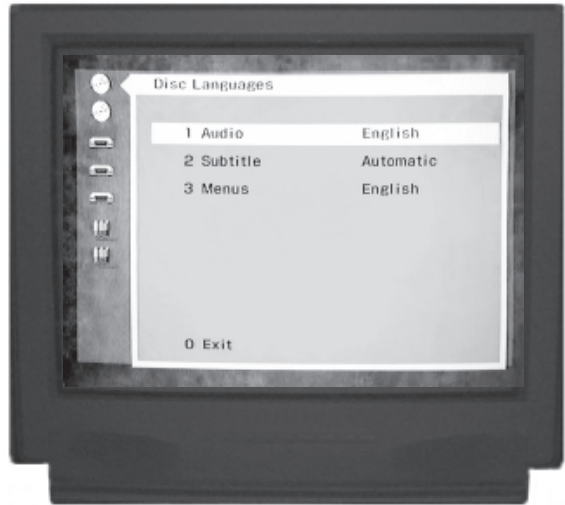 Disc Languages
1 Audio English
2 Subtitle Automatic
3 Menus English
0 Exit